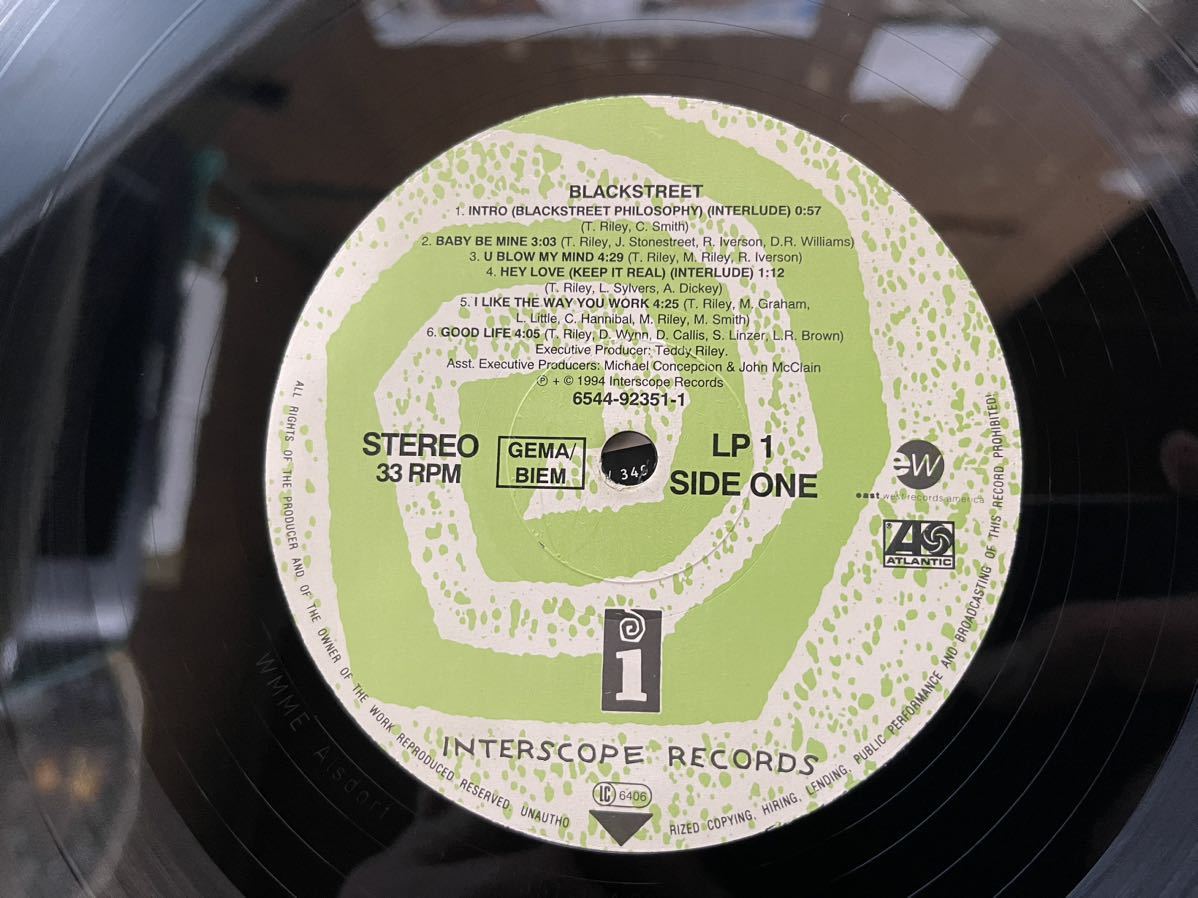 BLACKSTREET
1. INTRO (BLACKSTREET PHILOSOPHY) (INTERLUDE) 0:57
(T. Riley, C. Smith)
2. BABY BE MINE 3:03 (T. Riley, J. Stonestreet, R. Iverson, D.R. Williams)
3. U BLOW MY MIND 4:29 (T. Riley, M. Riley, R. Iverson)
4. HEY LOVE (KEEP IT REAL) (INTERLUDE) 1:12
(T. Riley, L. Sylvers, A. Dickey)
5. I LIKE THE WAY YOU WORK 4:25 (T. Riley, M. Graham,
L. Little, C. Hannibal, M. Riley, M. Smith)
6. GOOD LIFE 4:05 (T. Riley, D. Wynn, D. Callis, S. Linzer, L.R. Brown)
Executive Producer: Teddy Riley.
Asst. Executive Producers: Michael Concepcion & John McClain
℗ + © 1994 Interscope Records
6544-92351-1
STEREO
33 RPM
GEMA/
BIEM
349
LP 1
SIDE ONE
ew
east west records america
ATLANTIC
i
INTERSCOPE RECORDS
LC 6406
ALL RIGHTS OF THE PRODUCER AND OF THE OWNER OF THE WORK REPRODUCED RESERVED UNAUTHO
RIZED COPYING, HIRING, LENDING, PUBLIC PERFORMANCE AND BROADCASTING OF THIS RECORD PROHIBITED!
WMME Alsdorf